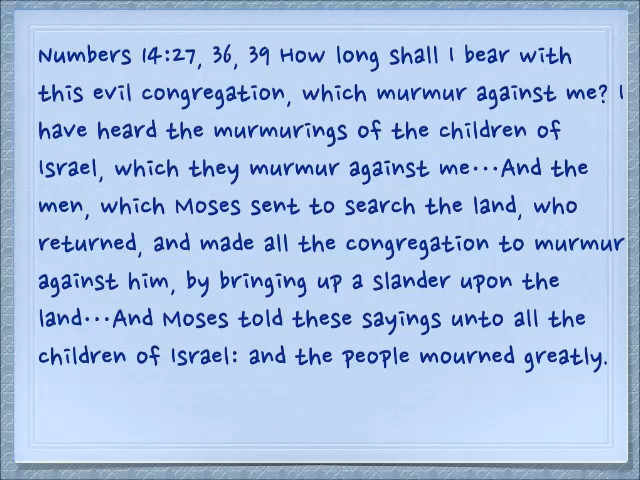 Numbers 14:27, 36, 39 How long shall I bear with
this evil congregation, which murmur against me? I
have heard the murmurings of the children of
Israel, which they murmur against me...And the
men, which Moses sent to search the land, who
returned, and made all the congregation to murmur
against him, by bringing up a slander upon the
land...And Moses told these sayings unto all the
children of Israel: and the people mourned greatly.